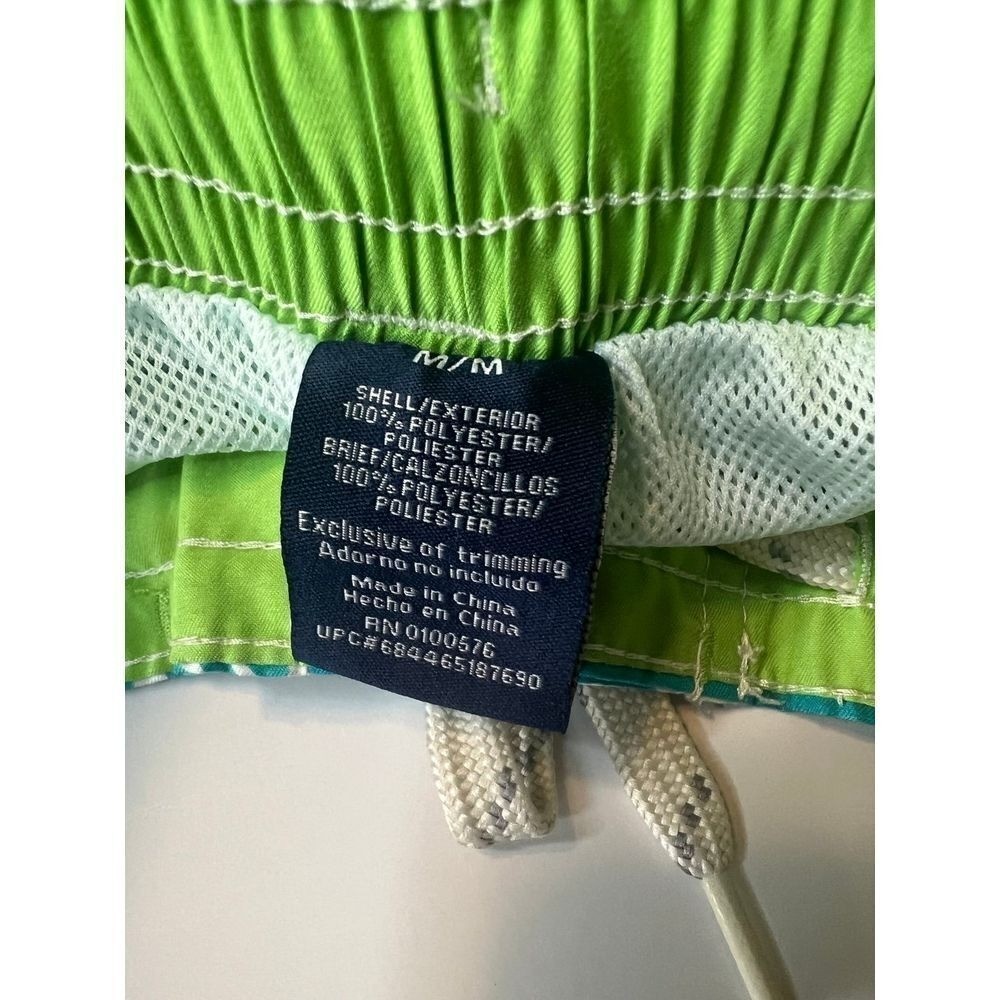 M/M
SHELL/EXTERIOR
100% POLYESTER/
POLIESTER
BRIEF/CALZONCILLOS
100% POLYESTER/
POLIESTER
Exclusive of trimming
Adorno no incluido
Made in China
Hecho en China
RN 0100576
UPC#684465187690